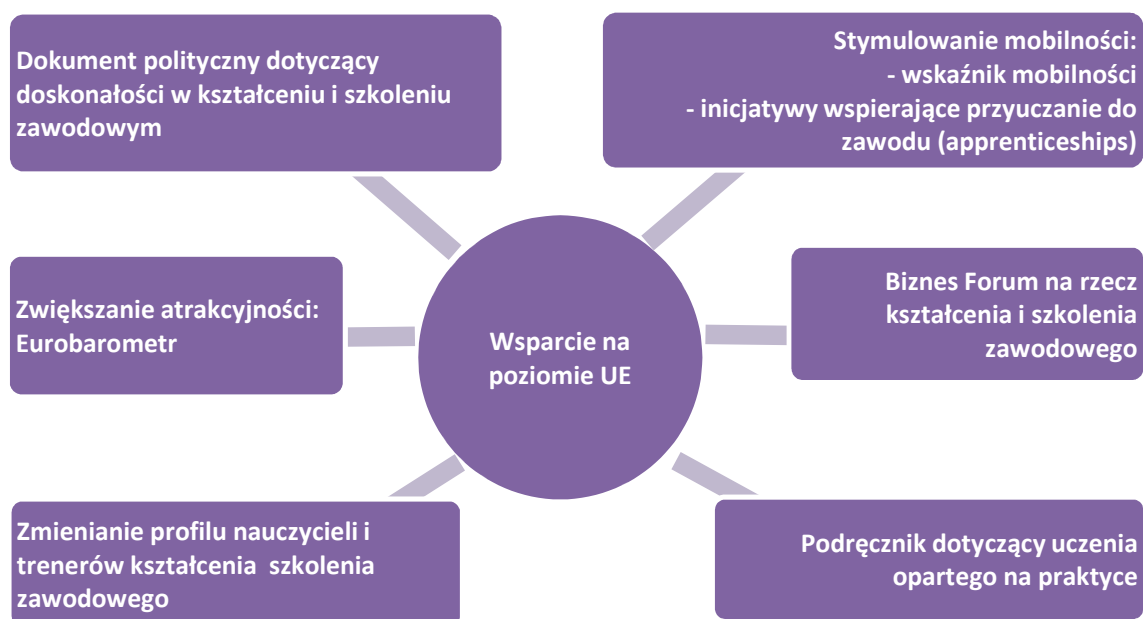 Dokument polityczny dotyczący
doskonałości w kształceniu i szkoleniu
zawodowym
Stymulowanie mobilności:
- wskaźnik mobilności
- inicjatywy wspierające przyuczanie do
zawodu (apprenticeships)
Zwiększanie atrakcyjności:
Eurobarometr
Wsparcie na
poziomie UE
Biznes Forum na rzecz
kształcenia i szkolenia
zawodowego
Zmienianie profilu nauczycieli i
trenerów kształcenia  szkolenia
zawodowego
Podręcznik dotyczący uczenia
opartego na praktyce